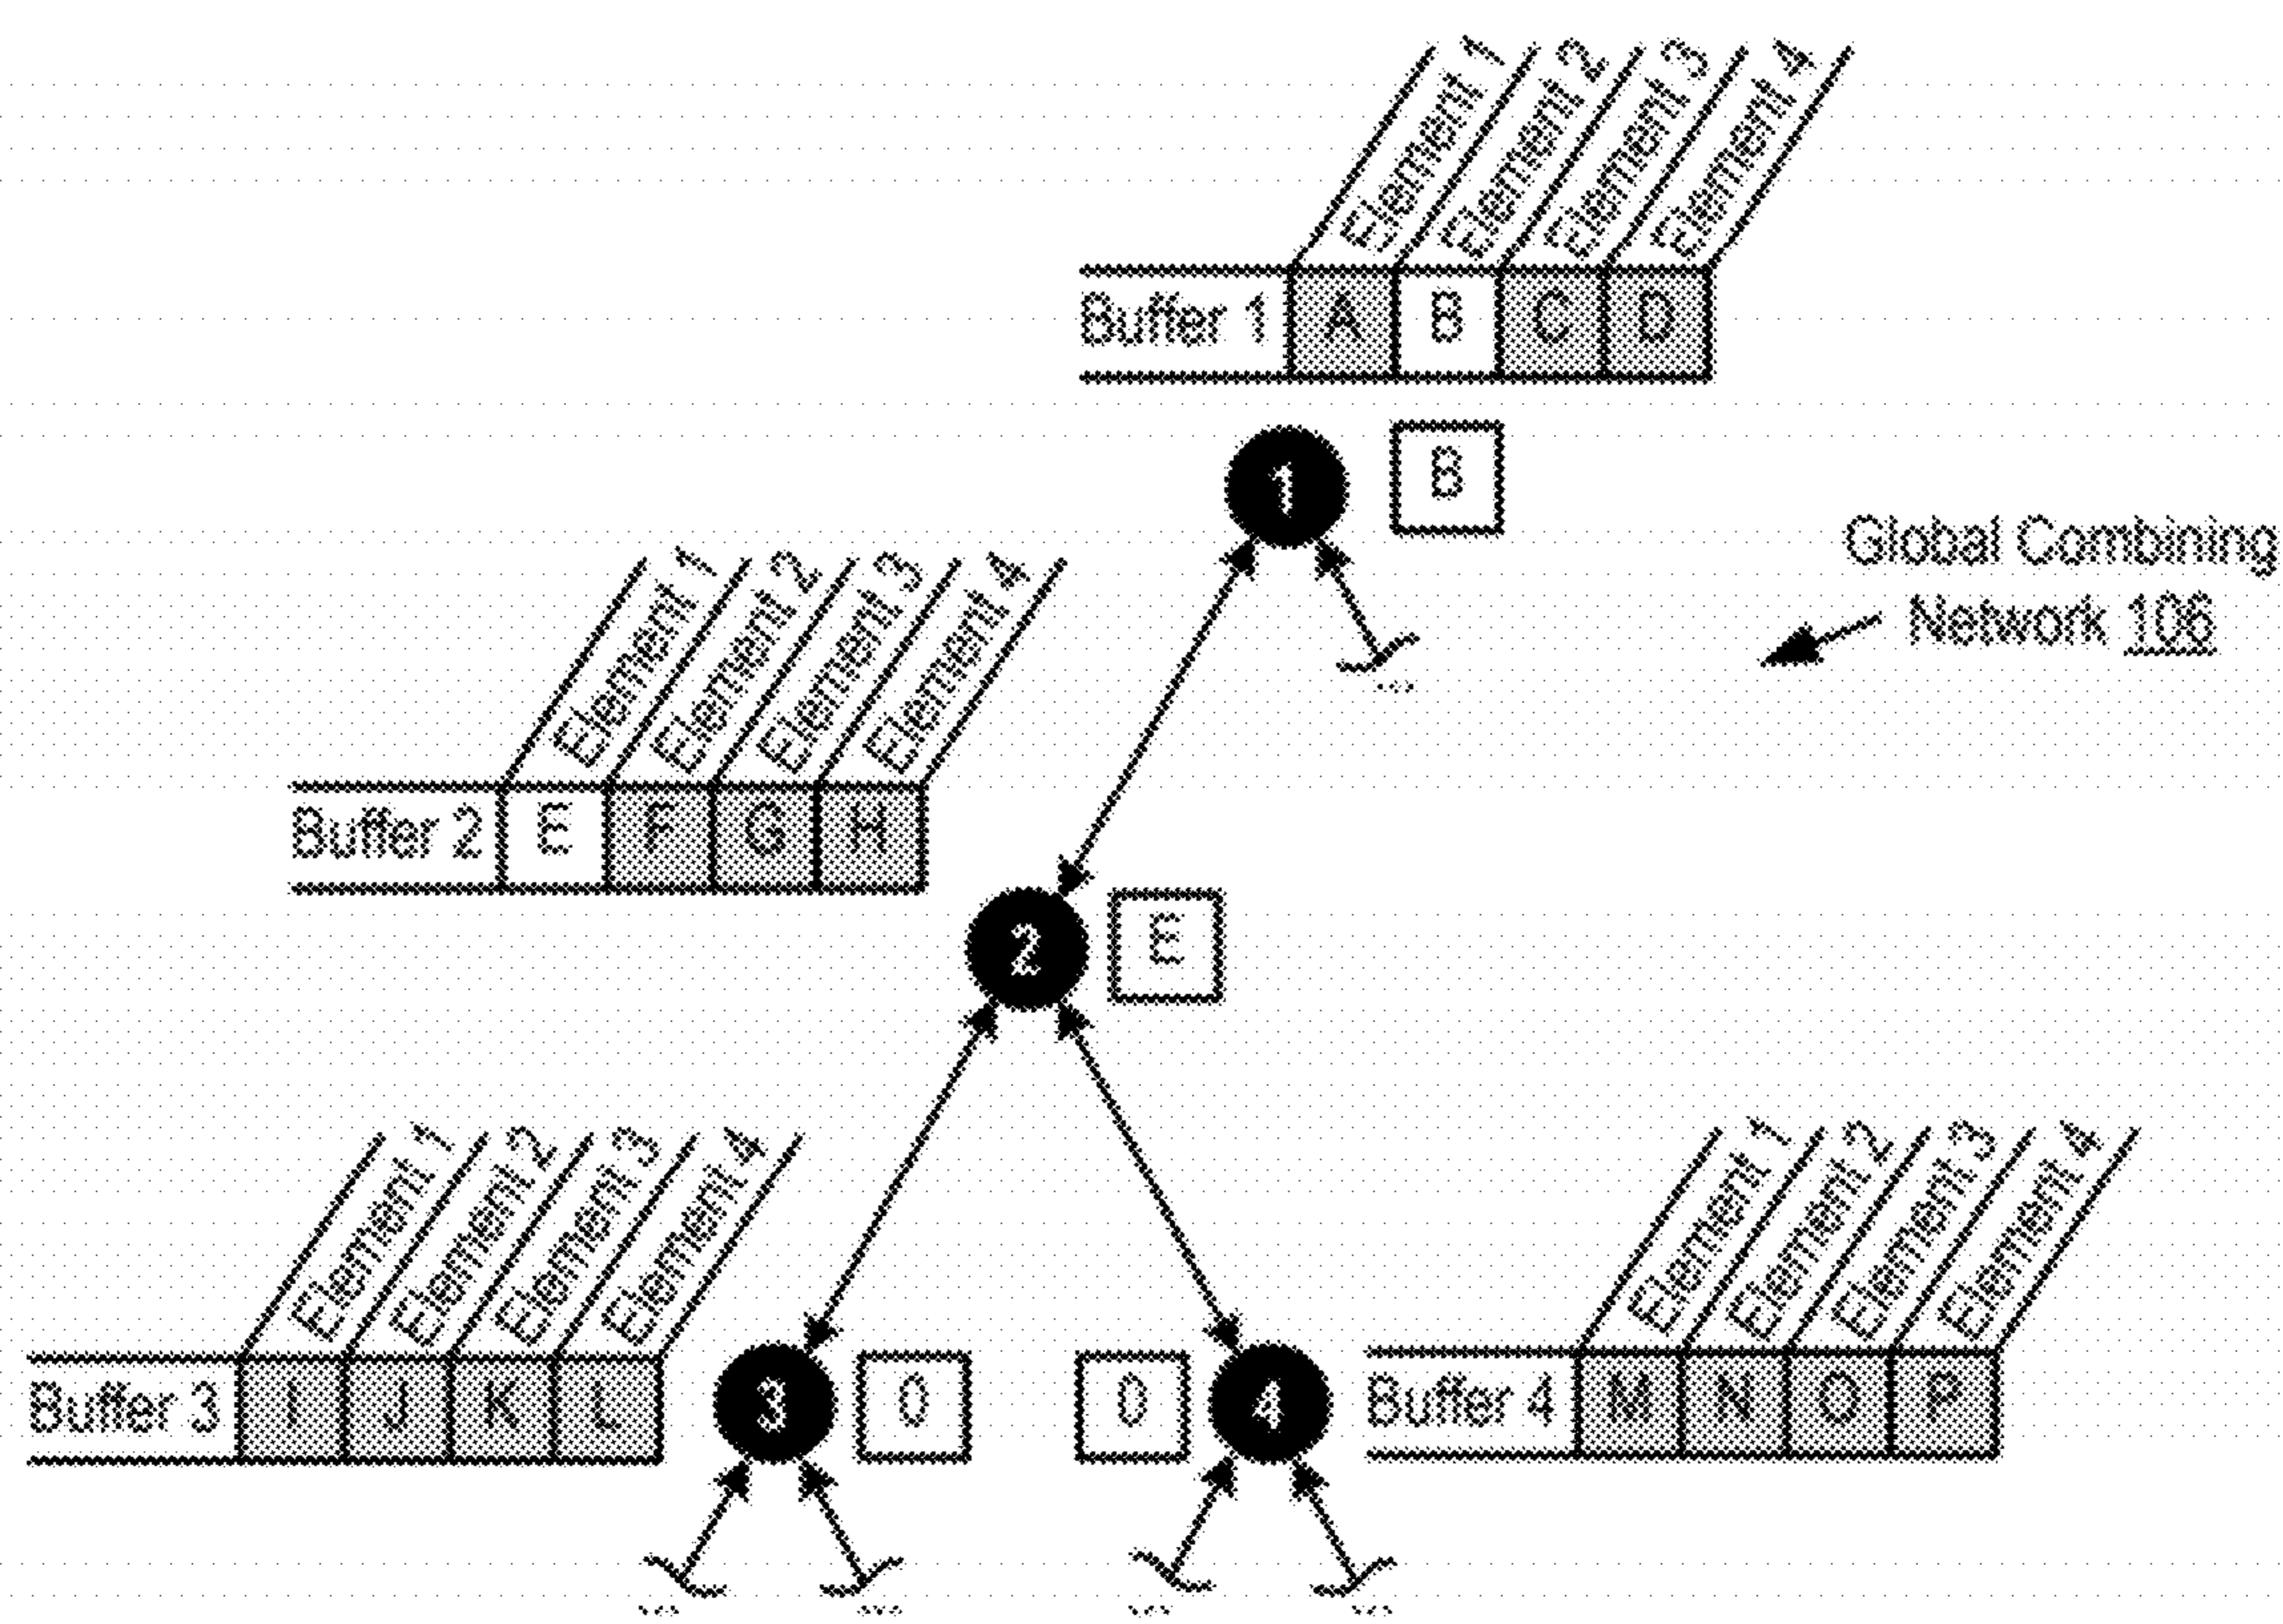 Element 1
Element 2
Element 3
Element 4
Buffer 1 A B C D
1 B
Global Combining
Network 106
...
Element 1
Element 2
Element 3
Element 4
Buffer 2 E F G H
2 E
Element 1
Element 2
Element 3
Element 4
Buffer 3 I J K L
3 0
0 4
Element 1
Element 2
Element 3
Element 4
Buffer 4 M N O P
... ... ... ...